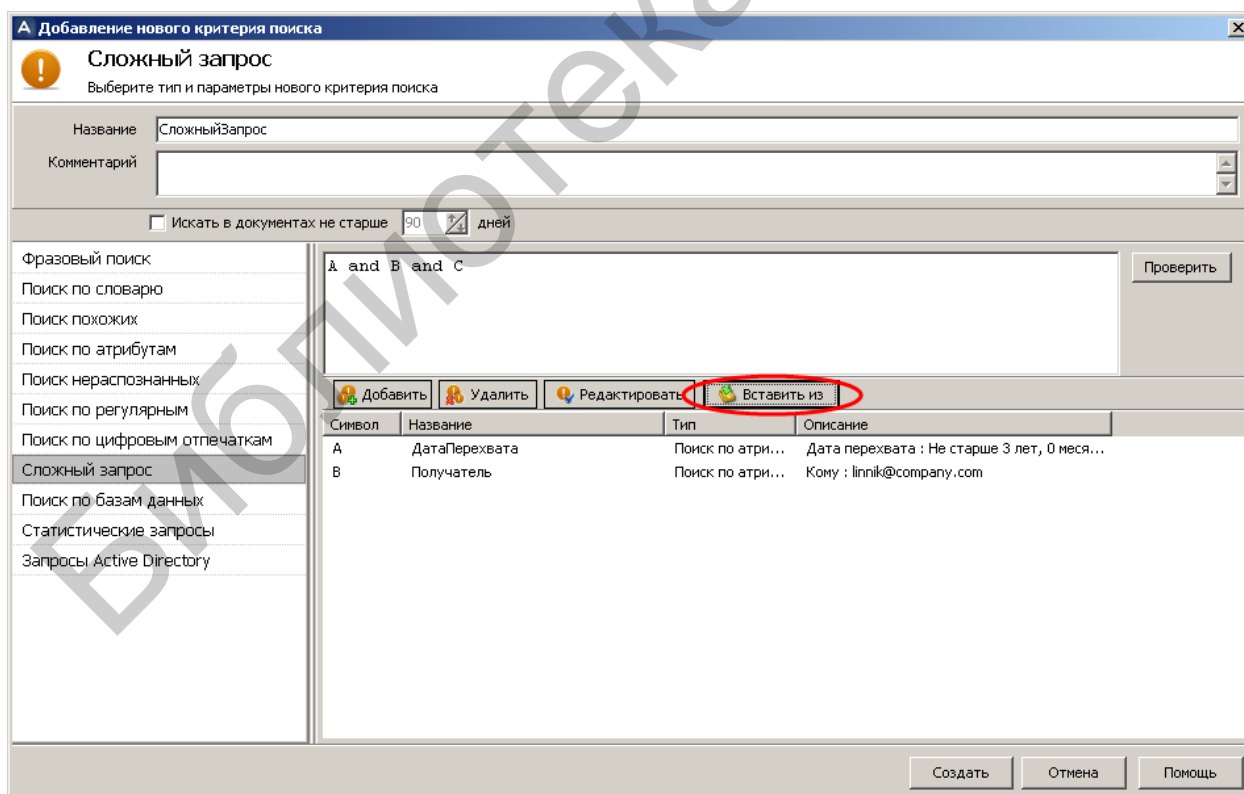 Добавление нового критерия поиска
Сложный запрос
Выберите тип и параметры нового критерия поиска
Название СложныйЗапрос
Комментарий
Искать в документах не старше 90 дней
Фразовый поиск
Поиск по словарю
Поиск похожих
Поиск по атрибутам
Поиск нераспознанных
Поиск по регулярным
Поиск по цифровым отпечаткам
Сложный запрос
Поиск по базам данных
Статистические запросы
Запросы Active Directory
A and B and C
Проверить
Добавить Удалить Редактировать Вставить из
Символ Название Тип Описание
A ДатаПерехвата Поиск по атри... Дата перехвата : Не старше 3 лет, 0 меся...
B Получатель Поиск по атри... Кому : linnik@company.com
Создать Отмена Помощь
Библиотека